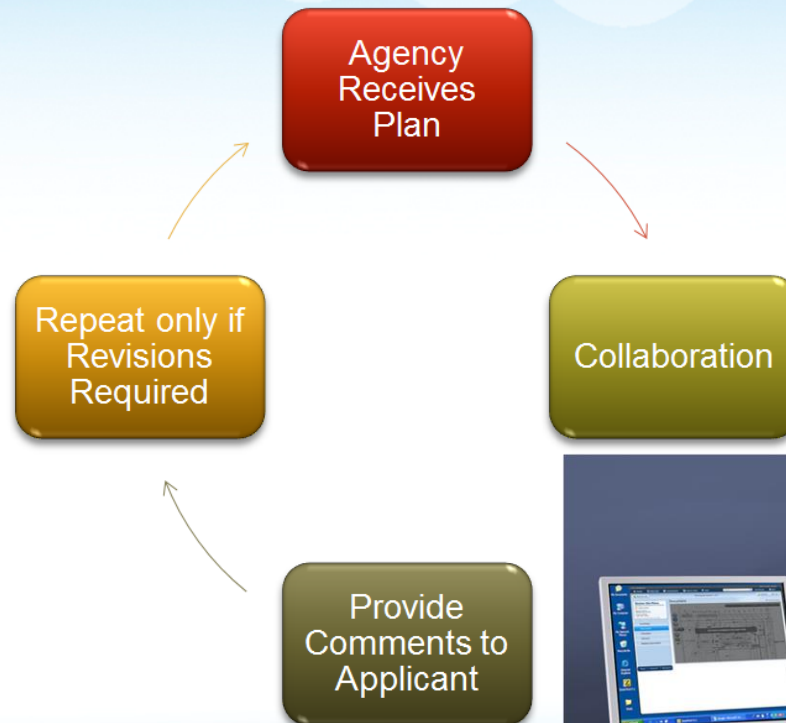 Agency
Receives
Plan
Collaboration
Provide
Comments to
Applicant
Repeat only if
Revisions
Required